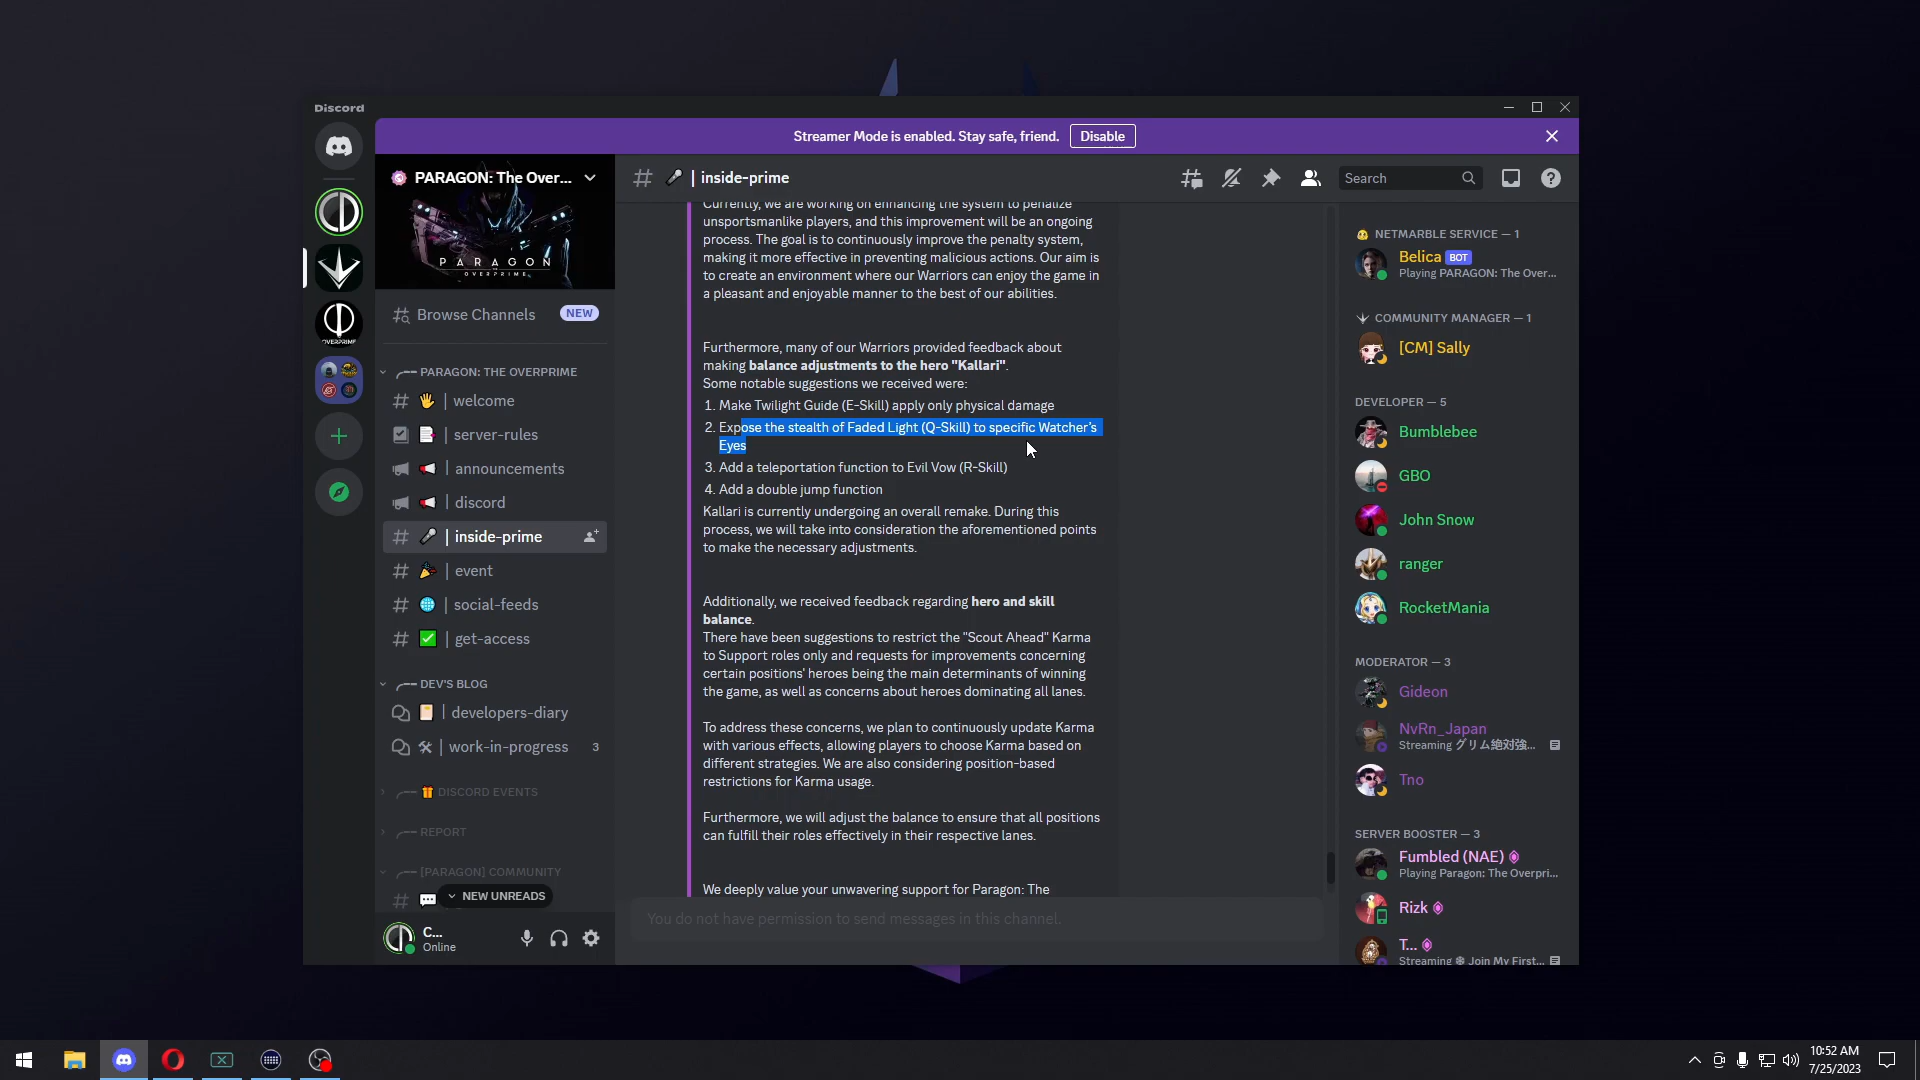 Discord
Streamer Mode is enabled. Stay safe, friend.
Disable
PARAGON: The Over...
PARAGON
OVERPRIME
OVERPRIME
Browse Channels
NEW
PARAGON: THE OVERPRIME
| welcome
| server-rules
| announcements
| discord
| inside-prime
| event
| social-feeds
| get-access
DEV'S BLOG
| developers-diary
| work-in-progress
3
DISCORD EVENTS
REPORT
[PARAGON] COMMUNITY
NEW UNREADS
C...
Online
| inside-prime
Search
Currently, we are working on enhancing the system to penalize
unsportsmanlike players, and this improvement will be an ongoing
process. The goal is to continuously improve the penalty system,
making it more effective in preventing malicious actions. Our aim is
to create an environment where our Warriors can enjoy the game in
a pleasant and enjoyable manner to the best of our abilities.
Furthermore, many of our Warriors provided feedback about
making balance adjustments to the hero "Kallari".
Some notable suggestions we received were:
1. Make Twilight Guide (E-Skill) apply only physical damage
2. Expose the stealth of Faded Light (Q-Skill) to specific Watcher's
Eyes
3. Add a teleportation function to Evil Vow (R-Skill)
4. Add a double jump function
Kallari is currently undergoing an overall remake. During this
process, we will take into consideration the aforementioned points
to make the necessary adjustments.
Additionally, we received feedback regarding hero and skill
balance.
There have been suggestions to restrict the "Scout Ahead" Karma
to Support roles only and requests for improvements concerning
certain positions' heroes being the main determinants of winning
the game, as well as concerns about heroes dominating all lanes.
To address these concerns, we plan to continuously update Karma
with various effects, allowing players to choose Karma based on
different strategies. We are also considering position-based
restrictions for Karma usage.
Furthermore, we will adjust the balance to ensure that all positions
can fulfill their roles effectively in their respective lanes.
We deeply value your unwavering support for Paragon: The
You do not have permission to send messages in this channel.
NETMARBLE SERVICE — 1
Belica BOT
Playing PARAGON: The Over...
COMMUNITY MANAGER — 1
[CM] Sally
DEVELOPER — 5
Bumblebee
GBO
John Snow
ranger
RocketMania
MODERATOR — 3
Gideon
NvRn_Japan
Streaming グリム絶対強...
Tno
SERVER BOOSTER — 3
Fumbled (NAE)
Playing Paragon: The Overpri...
Rizk
T...
Streaming ❄ Join My First...
10:52 AM
7/25/2023